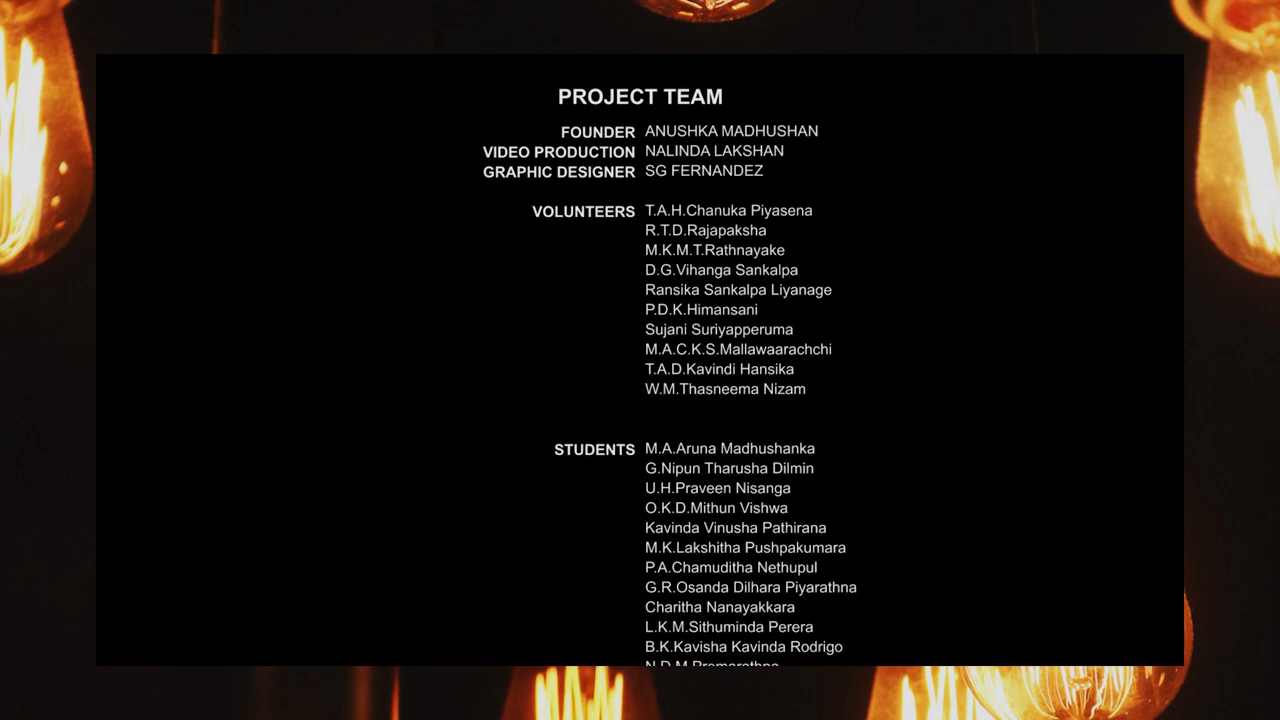 PROJECT TEAM
FOUNDER ANUSHKA MADHUSHAN
VIDEO PRODUCTION NALINDA LAKSHAN
GRAPHIC DESIGNER SG FERNANDEZ
VOLUNTEERS T.A.H.Chanuka Piyasena
R.T.D.Rajapaksha
M.K.M.T.Rathnayake
D.G.Vihanga Sankalpa
Ransika Sankalpa Liyanage
P.D.K.Himansani
Sujani Suriyapperuma
M.A.C.K.S.Mallawaarachchi
T.A.D.Kavindi Hansika
W.M.Thasneema Nizam
STUDENTS M.A.Aruna Madhushanka
G.Nipun Tharusha Dilmin
U.H.Praveen Nisanga
O.K.D.Mithun Vishwa
Kavinda Vinusha Pathirana
M.K.Lakshitha Pushpakumara
P.A.Chamuditha Nethupul
G.R.Osanda Dilhara Piyarathna
Charitha Nanayakkara
L.K.M.Sithuminda Perera
B.K.Kavisha Kavinda Rodrigo